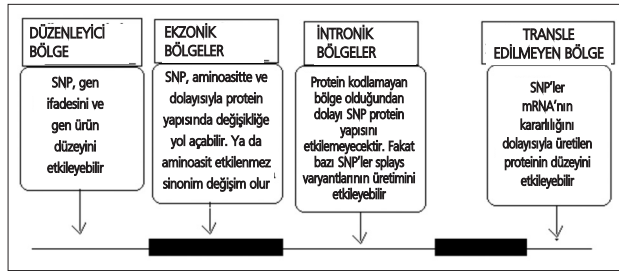 DÜZENLEYİCİ
BÖLGE
SNP, gen
ifadesini ve
gen ürün
düzeyini
etkileyebilir
EKZONİK
BÖLGELER
SNP, aminoasitte ve
dolayısıyla protein
yapısında değişikliğe
yol açabilir. Ya da
aminoasit etkilenmez
sinonim değişim olur
İNTRONİK
BÖLGELER
Protein kodlamayan
bölge olduğundan
dolayı SNP protein
yapısını
etkilemeyecektir. Fakat
bazı SNP'ler splays
varyantlarının üretimini
etkileyebilir
TRANSLE
EDİLMEYEN BÖLGE
SNP'ler
mRNA'nın
kararlılığını
dolayısıyla üretilen
proteinin düzeyini
etkileyebilir